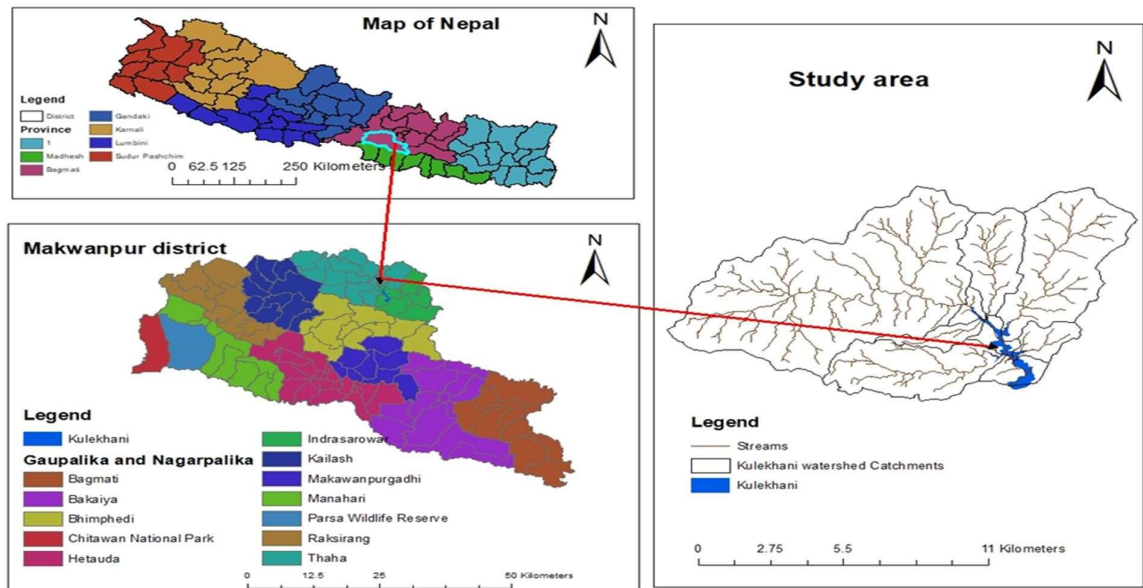 Map of Nepal
N
Legend
District
Province
1
Madhesh
Bagmati
Gandaki
Karnali
Lumbini
Sudur Pashchim
0 62.5 125 250 Kilometers
Makwanpur district
N
Legend
Kulekhani
Gaupalika and Nagarpalika
Bagmati
Bakaiya
Bhimphedi
Chitawan National Park
Hetauda
Indrasarowar
Kailash
Makawanpurgadhi
Manahari
Parsa Wildlife Reserve
Raksirang
Thaha
0 12.5 25 50 Kilometers
Study area
N
Legend
Streams
Kulekhani watershed Catchments
Kulekhani
0 2.75 5.5 11 Kilometers